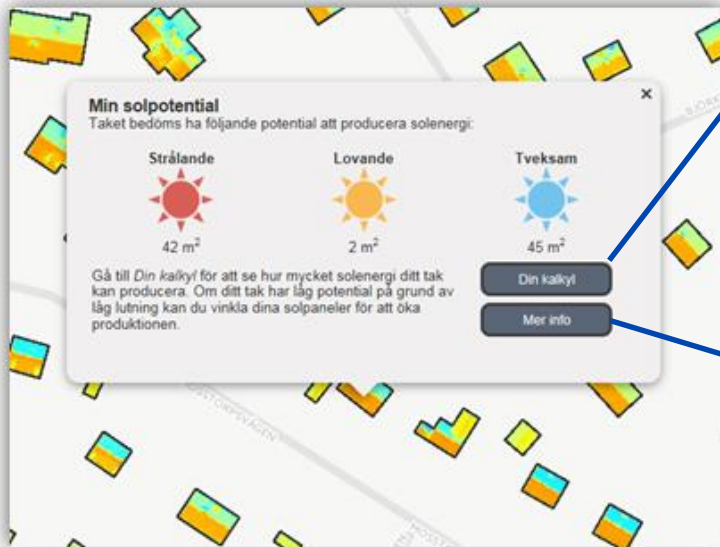 BJÖRK
Min solpotential
×
Taket bedöms ha följande potential att producera solenergi:
Strålande
Lovande
Tveksam
42 m²
2 m²
45 m²
Gå till Din kalkyl för att se hur mycket solenergi ditt tak
kan producera. Om ditt tak har låg potential på grund av
låg lutning kan du vinkla dina solpaneler för att öka
produktionen.
Din kalkyl
Mer info
OSSTORPSVÄGEN
MOSST